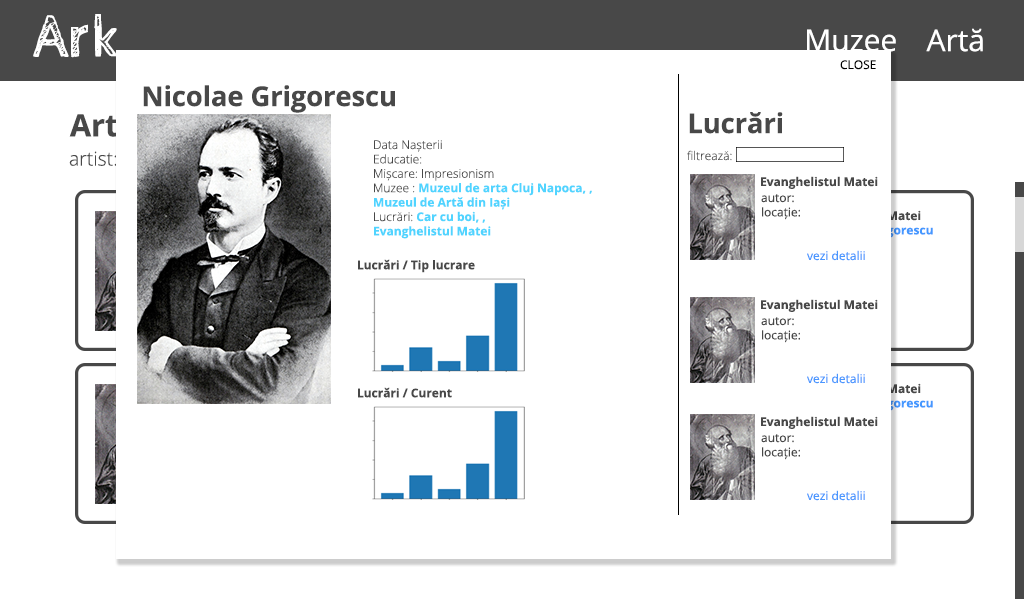 Ark
Muzee
Artă
CLOSE
Nicolae Grigorescu
Data Nașterii
Educatie:
Mișcare: Impresionism
Muzee : Muzeul de arta Cluj Napoca, ,
Muzeul de Artă din Iași
Lucrări: Car cu boi, ,
Evanghelistul Matei
Lucrări / Tip lucrare
Lucrări / Curent
Lucrări
filtrează:
Evanghelistul Matei
autor:
locație:
vezi detalii
Evanghelistul Matei
autor:
locație:
vezi detalii
Evanghelistul Matei
autor:
locație:
vezi detalii
Art
artist:
Matei
gorescu
Matei
gorescu